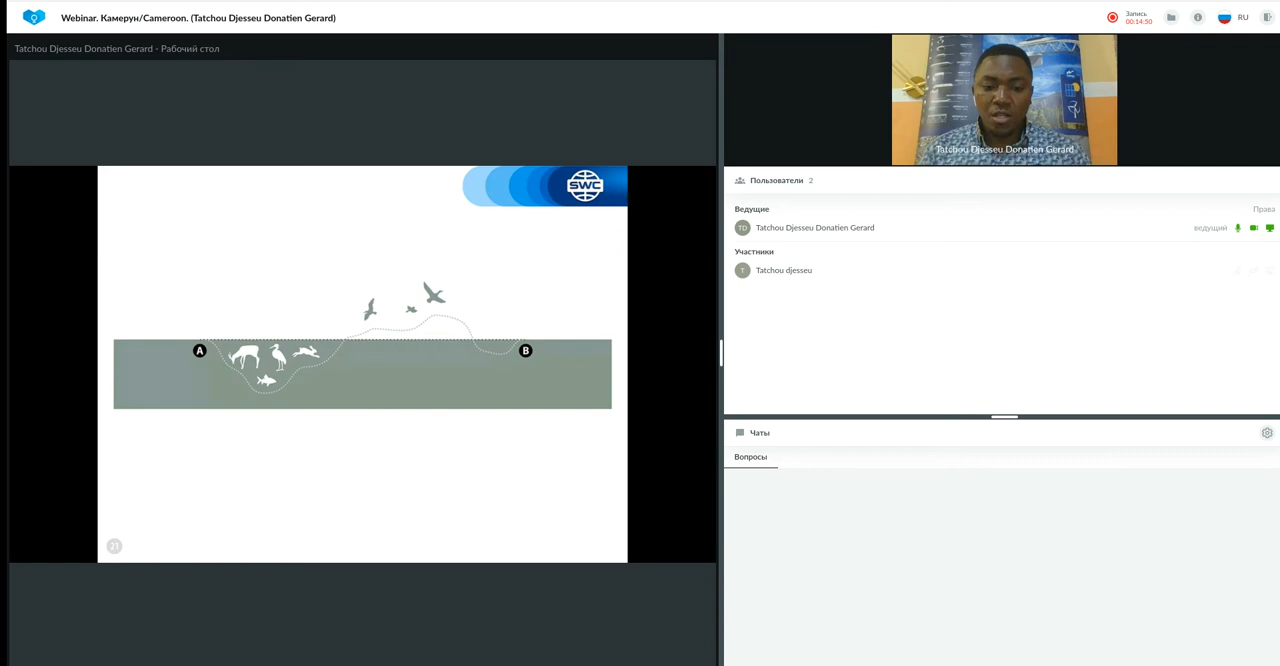 Webinar. Камерун/Cameroon. (Tatchou Djesseu Donatien Gerard)
Запись
00:14:50
RU
Tatchou Djesseu Donatien Gerard - Рабочий стол
SWC
A
B
21
Tatchou Djesseu Donatien Gerard
Пользователи 2
Ведущие Права
TD Tatchou Djesseu Donatien Gerard ведущий
Участники
T Tatchou djesseu
Чаты
Вопросы